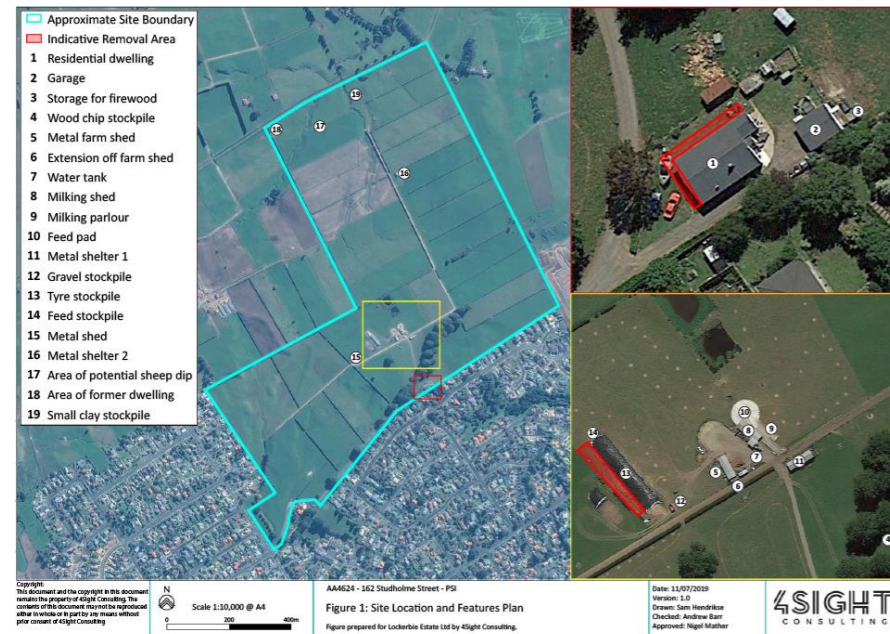 Approximate Site Boundary
Indicative Removal Area
1 Residential dwelling
2 Garage
3 Storage for firewood
4 Wood chip stockpile
5 Metal farm shed
6 Extension off farm shed
7 Water tank
8 Milking shed
9 Milking parlour
10 Feed pad
11 Metal shelter 1
12 Gravel stockpile
13 Tyre stockpile
14 Feed stockpile
15 Metal shed
16 Metal shelter 2
17 Area of potential sheep dip
18 Area of former dwelling
19 Small clay stockpile
19
17
18
16
15
1
2
3
10
8
9
14
7
13
5
11
6
12
4
Copyright:
This document and the copyright in this document
remains the property of 4Sight Consulting. The
contents of this document may not be reproduced
either in whole or in part by any means without
prior consent of 4Sight Consulting
N
Scale 1:10,000 @ A4
0 200 400m
AA4624 - 162 Studholme Street - PSI
Figure 1: Site Location and Features Plan
Figure prepared for Lockerbie Estate Ltd by 4Sight Consulting.
Date: 11/07/2019
Version: 1.0
Drawn: Sam Hendrikse
Checked: Andrew Barr
Approved: Nigel Mather
4SIGHT
CONSULTING